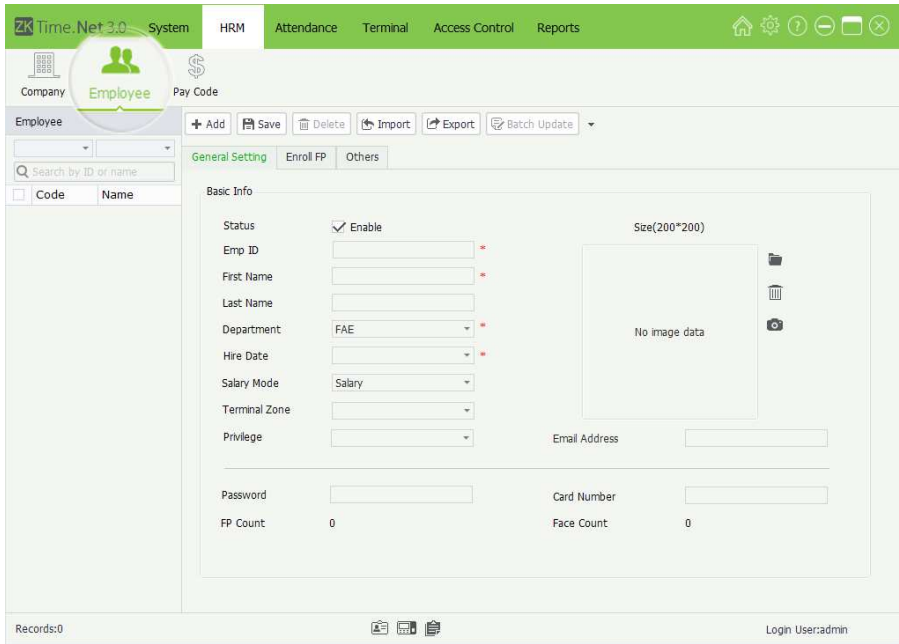 ZK Time.Net 3.0 System HRM Attendance Terminal Access Control Reports
Company Employee Pay Code
Employee
Add Save Delete Import Export Batch Update
Search by ID or name
General Setting Enroll FP Others
Code Name
Basic Info
Status Enable Size(200*200)
Emp ID *
First Name *
Last Name
Department FAE *
No image data
Hire Date *
Salary Mode Salary
Terminal Zone
Privilege Email Address
Password Card Number
FP Count 0 Face Count 0
Records:0 Login User:admin